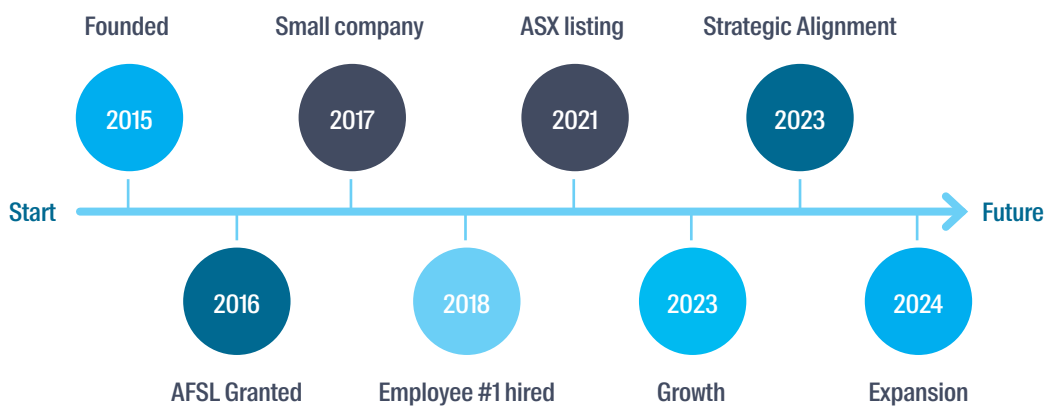 Founded
Small company
ASX listing
Strategic Alignment
2015
2017
2021
2023
Start
Future
2016
2018
2023
2024
AFSL Granted
Employee #1 hired
Growth
Expansion